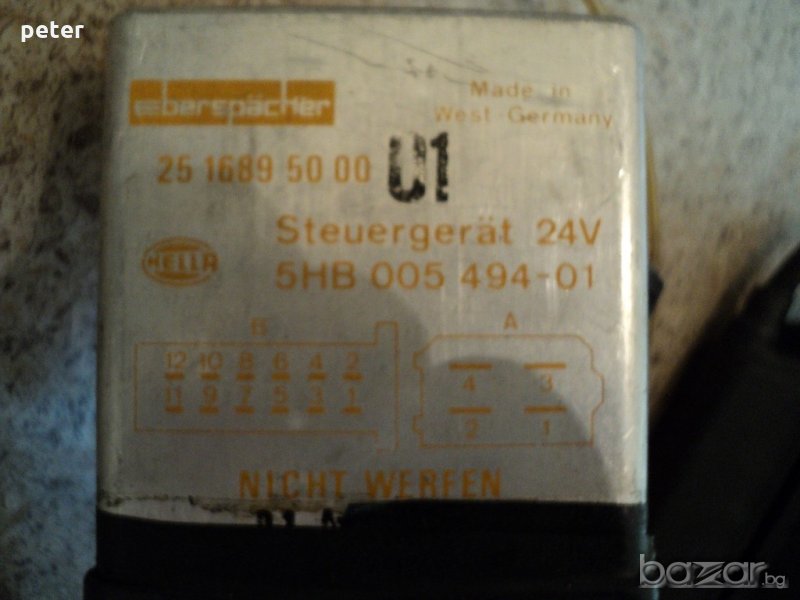 peter
eberspächer
Made in
West Germany
25 1689 50 00 U1
Steuergerät 24V
HELLA
5HB 005 494-01
B
A
12 10 8 6 4 2
11 9 7 5 3 1
4 3
2 1
NICHT WERFEN
bazar.bg